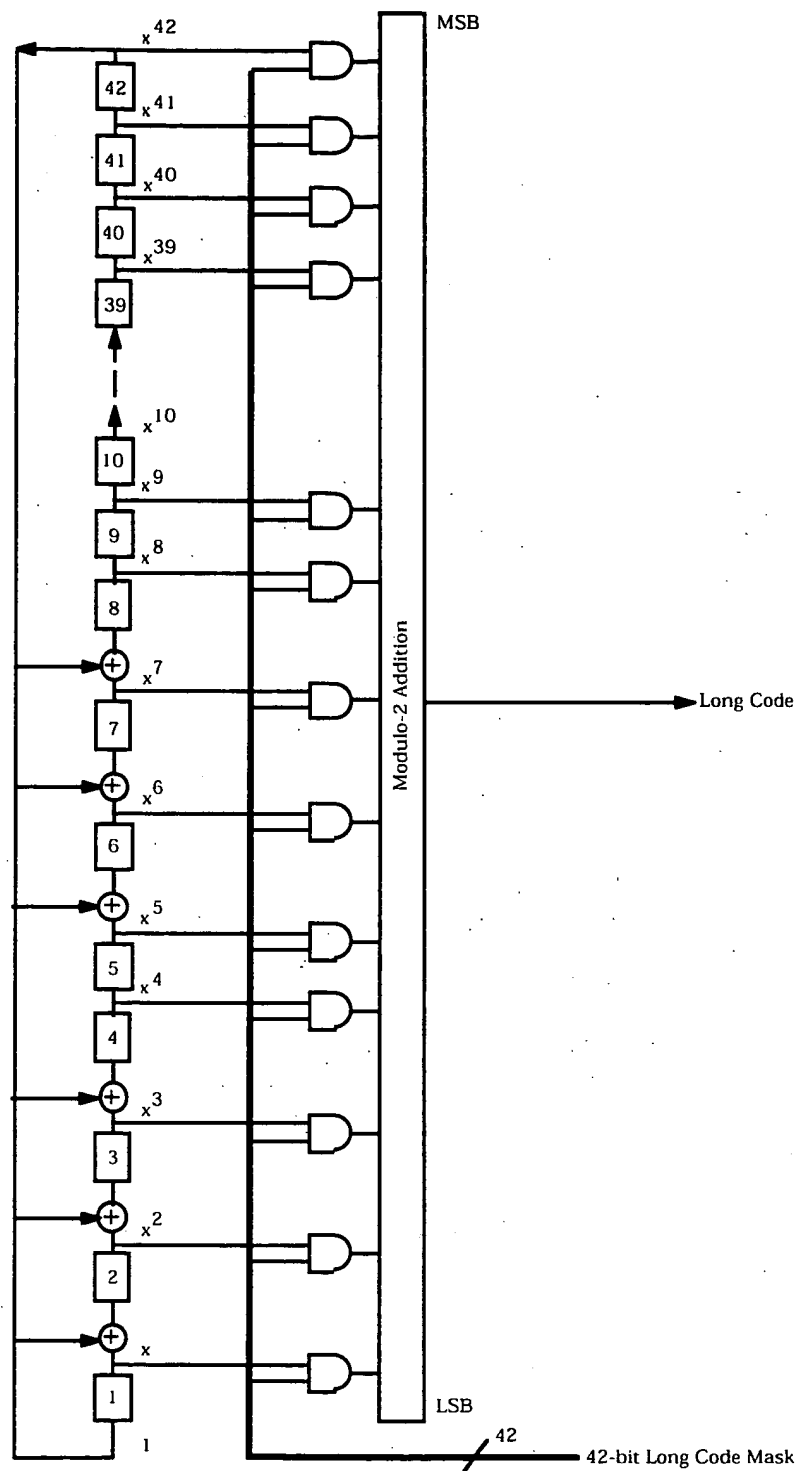 x^42
MSB
42
x^41
41
x^40
40
x^39
39
x^10
10
x^9
9
x^8
8
+
x^7
7
+
x^6
6
+
x^5
5
x^4
4
+
x^3
3
+
x^2
2
+
x
1
1
Modulo-2 Addition
Long Code
LSB
42
42-bit Long Code Mask